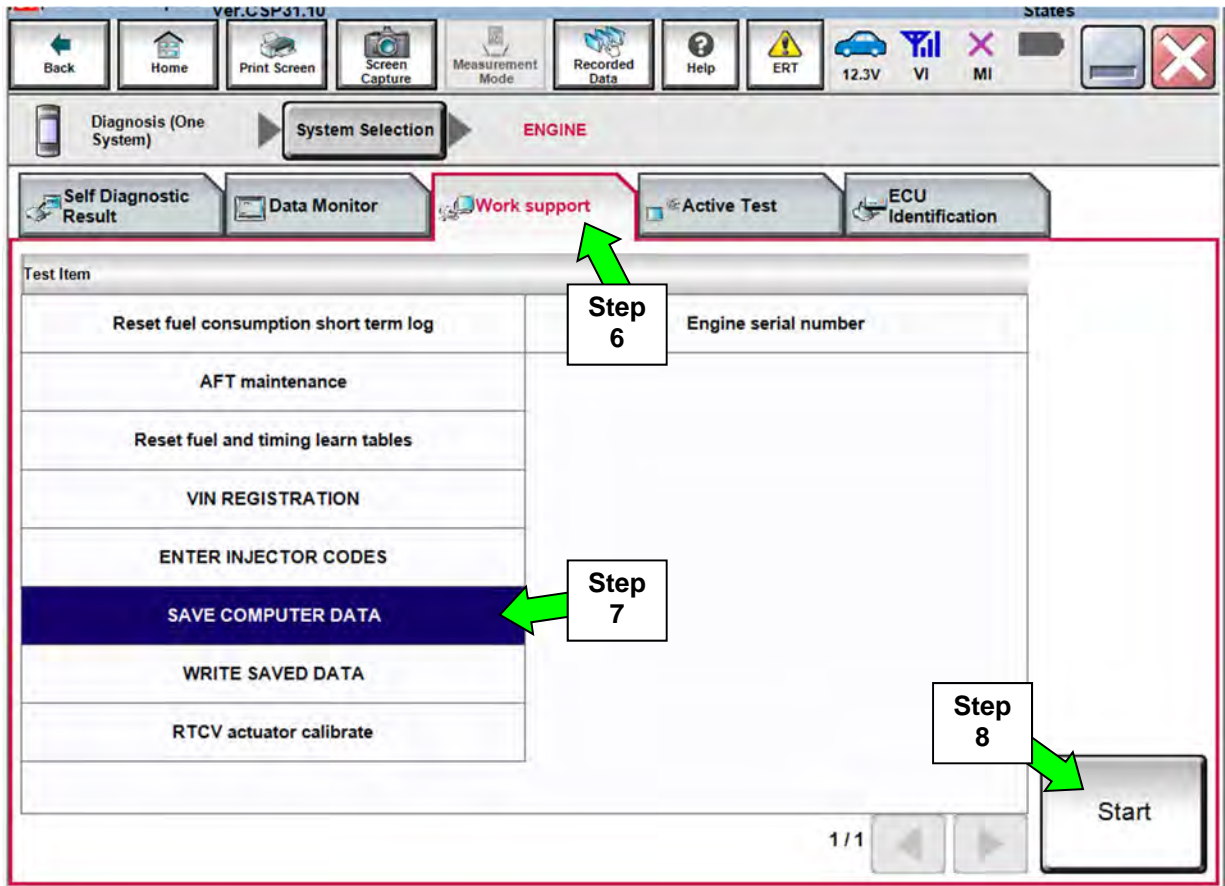 Ver.CSP31.10
States
Back
Home
Print Screen
Screen
Capture
Measurement
Mode
Recorded
Data
Help
ERT
12.3V
VI
MI
Diagnosis (One
System)
System Selection
ENGINE
Self Diagnostic
Result
Data Monitor
Work support
Active Test
ECU
Identification
Test Item
Step
6
Reset fuel consumption short term log
Engine serial number
AFT maintenance
Reset fuel and timing learn tables
VIN REGISTRATION
ENTER INJECTOR CODES
SAVE COMPUTER DATA
Step
7
WRITE SAVED DATA
RTCV actuator calibrate
Step
8
Start
1/1